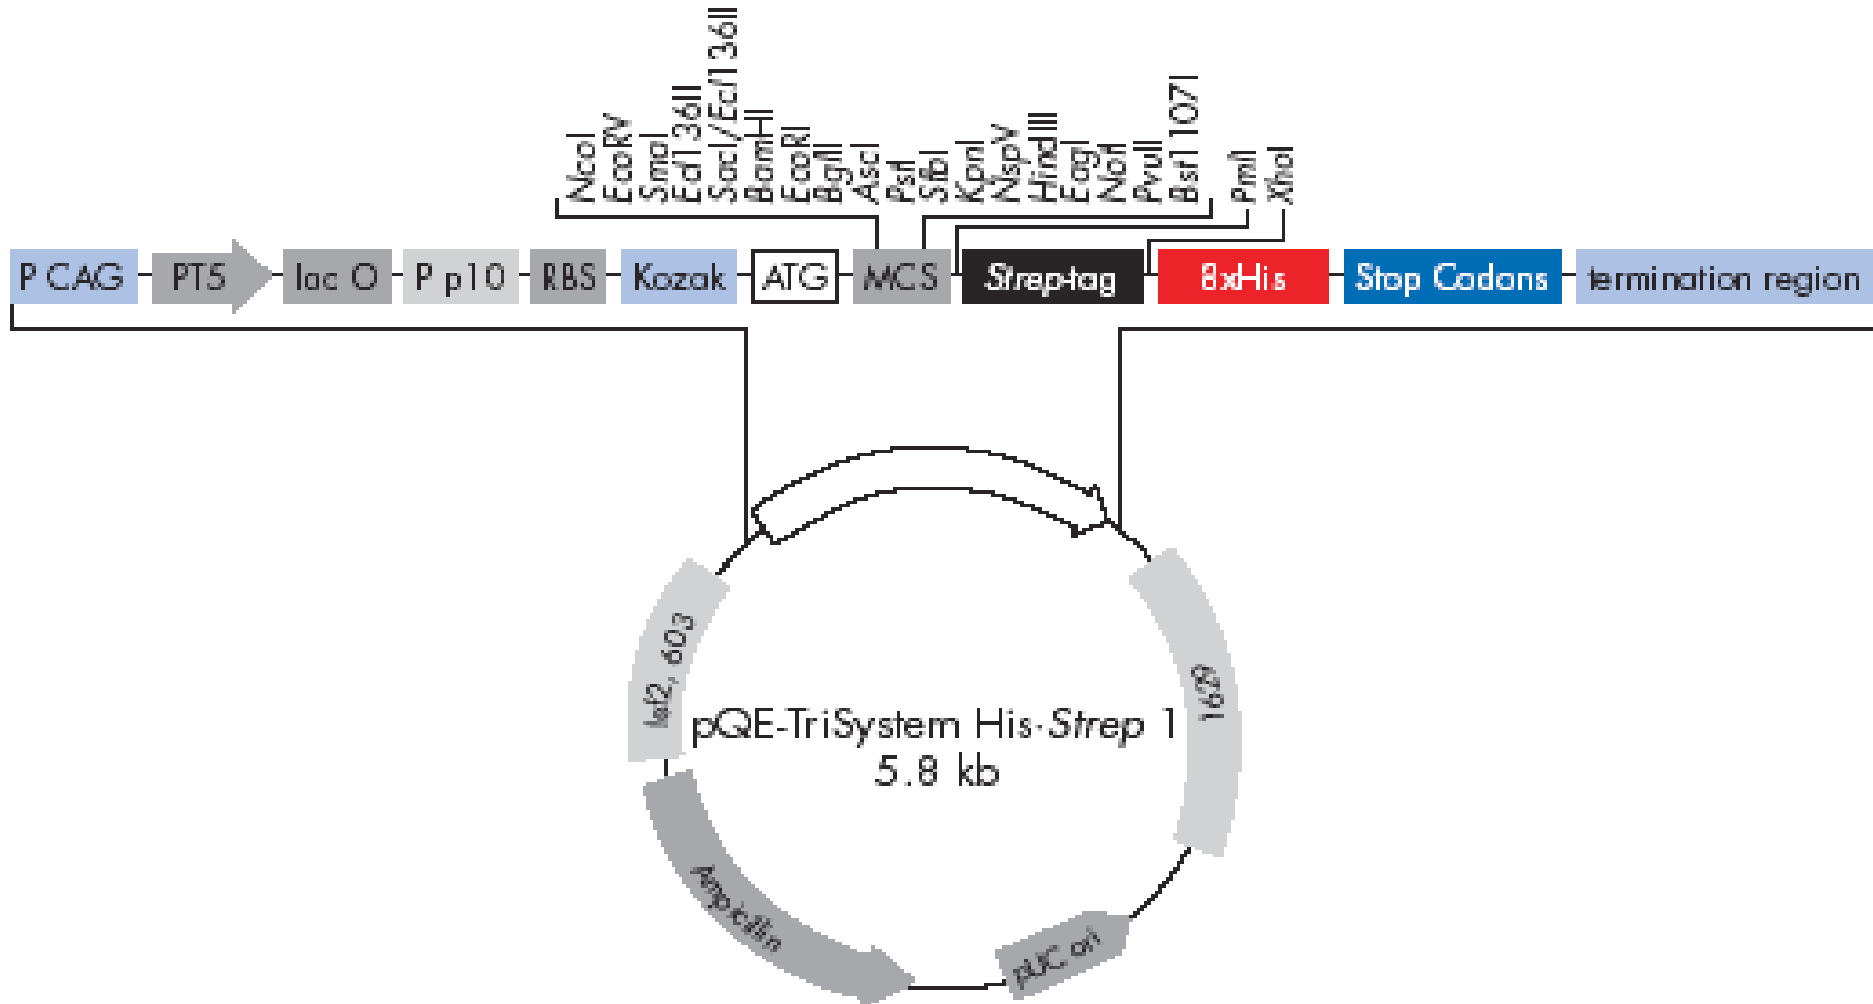 NcoI
EcoRV
SmaI
Ecl136II
SacI/Ecl136II
BamHI
EcoRI
BglII
AscI
PstI
SfbI
KpnI
NspV
HindIII
EagI
NotI
PvuII
Bst1107I
PmlI
XhoI
P CAG PT5 lac O P p10 RBS Kozak ATG MCS Strep-tag 8xHis Stop Codons termination region
lef2, 603
1629
pQE-TriSystem His-Strep 1
5.8 kb
Ampicillin
pUC ori